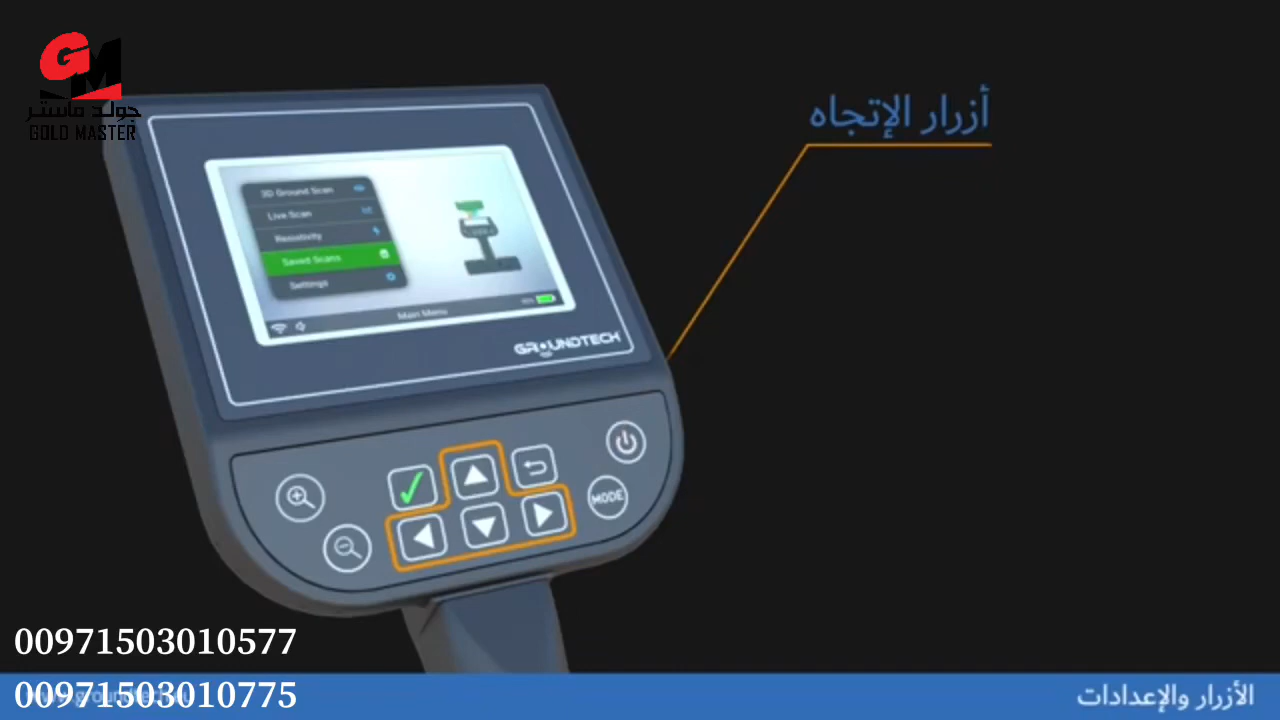 جولد ماستر
GOLD MASTER
أزرار الإتجاه
3D Ground Scan
Live Scan
Resistivity
Saved Scans
Settings
Main Menu
GROUNDTECH
MODE
00971503010577
00971503010775
الأزرار والإعدادات